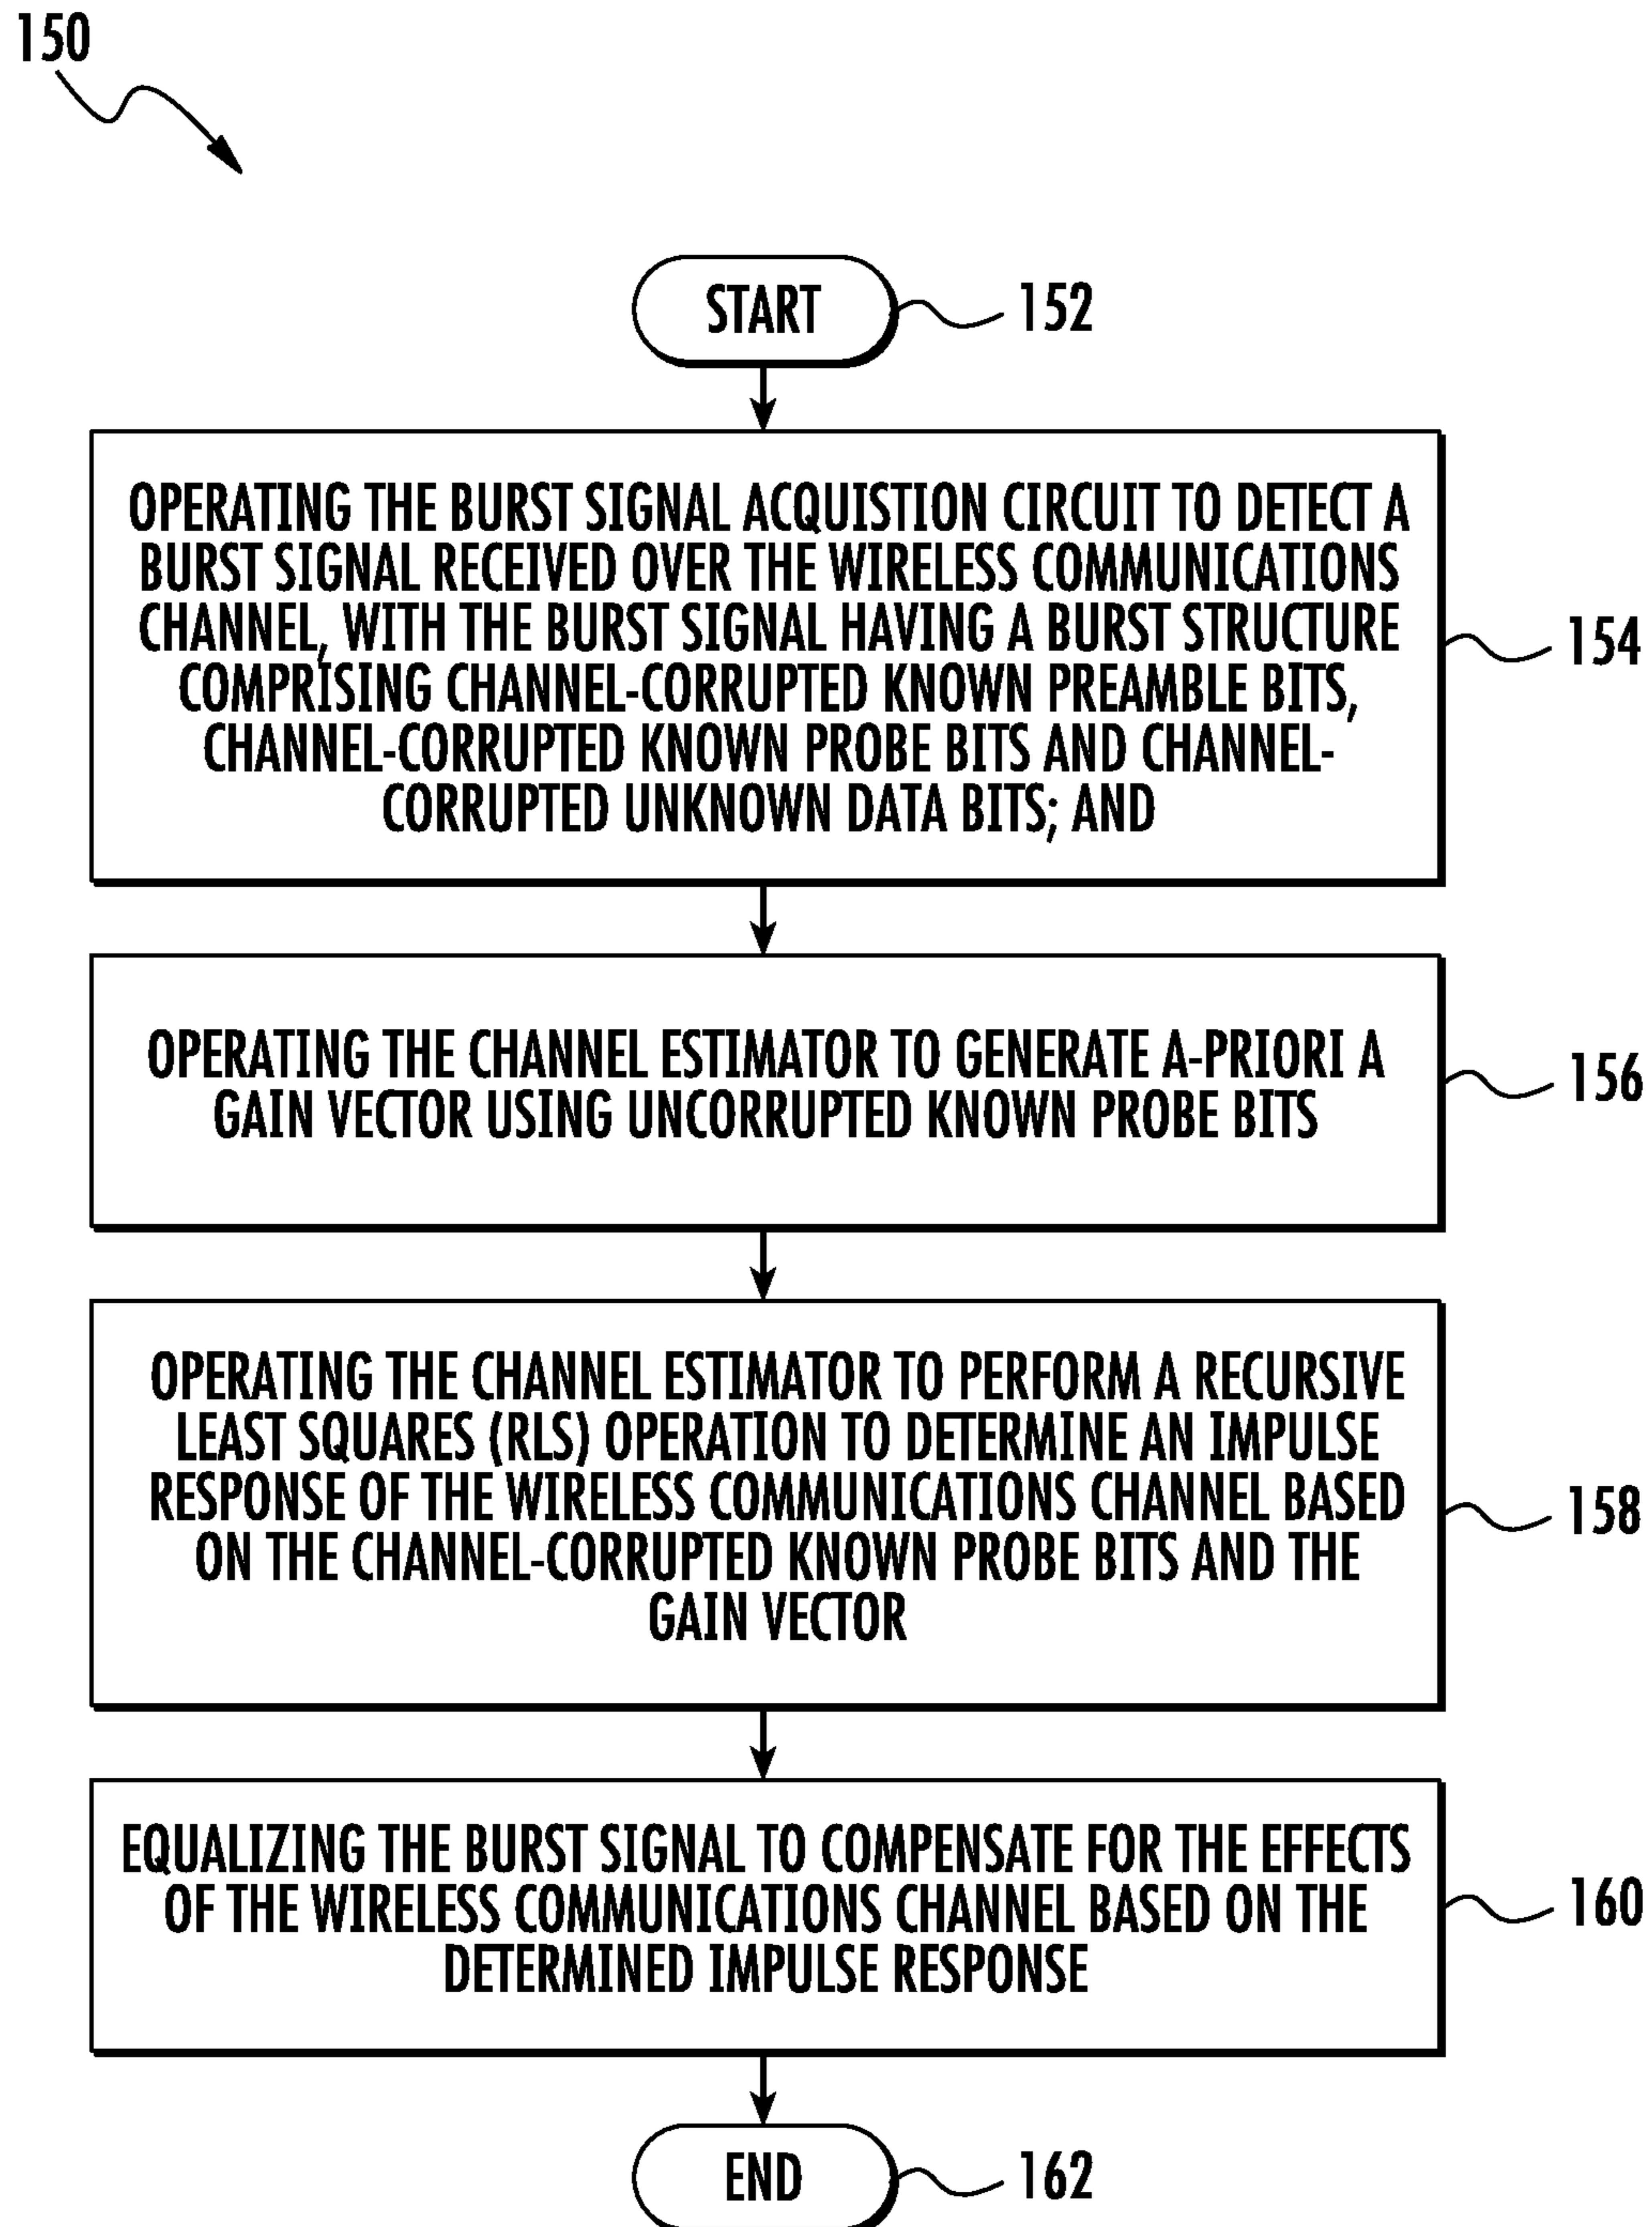 150
START
152
OPERATING THE BURST SIGNAL ACQUISTION CIRCUIT TO DETECT A
BURST SIGNAL RECEIVED OVER THE WIRELESS COMMUNICATIONS
CHANNEL, WITH THE BURST SIGNAL HAVING A BURST STRUCTURE
COMPRISING CHANNEL-CORRUPTED KNOWN PREAMBLE BITS,
CHANNEL-CORRUPTED KNOWN PROBE BITS AND CHANNEL-
CORRUPTED UNKNOWN DATA BITS; AND
154
OPERATING THE CHANNEL ESTIMATOR TO GENERATE A-PRIORI A
GAIN VECTOR USING UNCORRUPTED KNOWN PROBE BITS
156
OPERATING THE CHANNEL ESTIMATOR TO PERFORM A RECURSIVE
LEAST SQUARES (RLS) OPERATION TO DETERMINE AN IMPULSE
RESPONSE OF THE WIRELESS COMMUNICATIONS CHANNEL BASED
ON THE CHANNEL-CORRUPTED KNOWN PROBE BITS AND THE
GAIN VECTOR
158
EQUALIZING THE BURST SIGNAL TO COMPENSATE FOR THE EFFECTS
OF THE WIRELESS COMMUNICATIONS CHANNEL BASED ON THE
DETERMINED IMPULSE RESPONSE
160
END
162